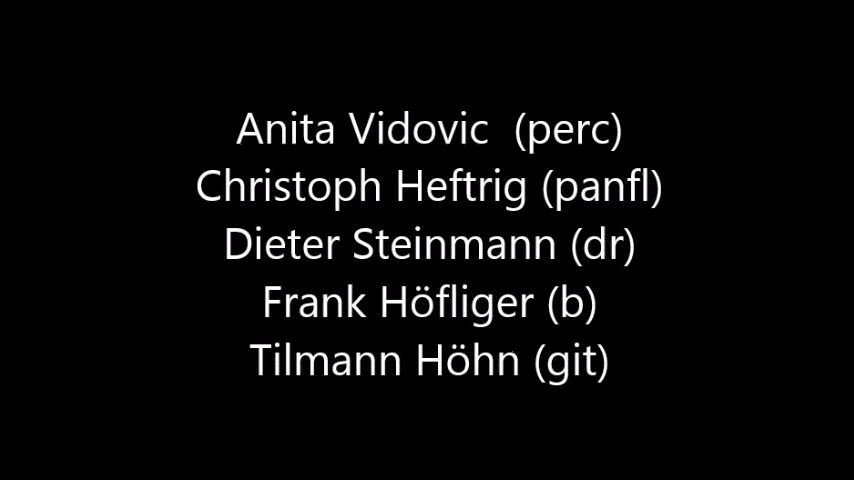 Anita Vidovic  (perc)
Christoph Heftrig (panfl)
Dieter Steinmann (dr)
Frank Höfliger (b)
Tilmann Höhn (git)